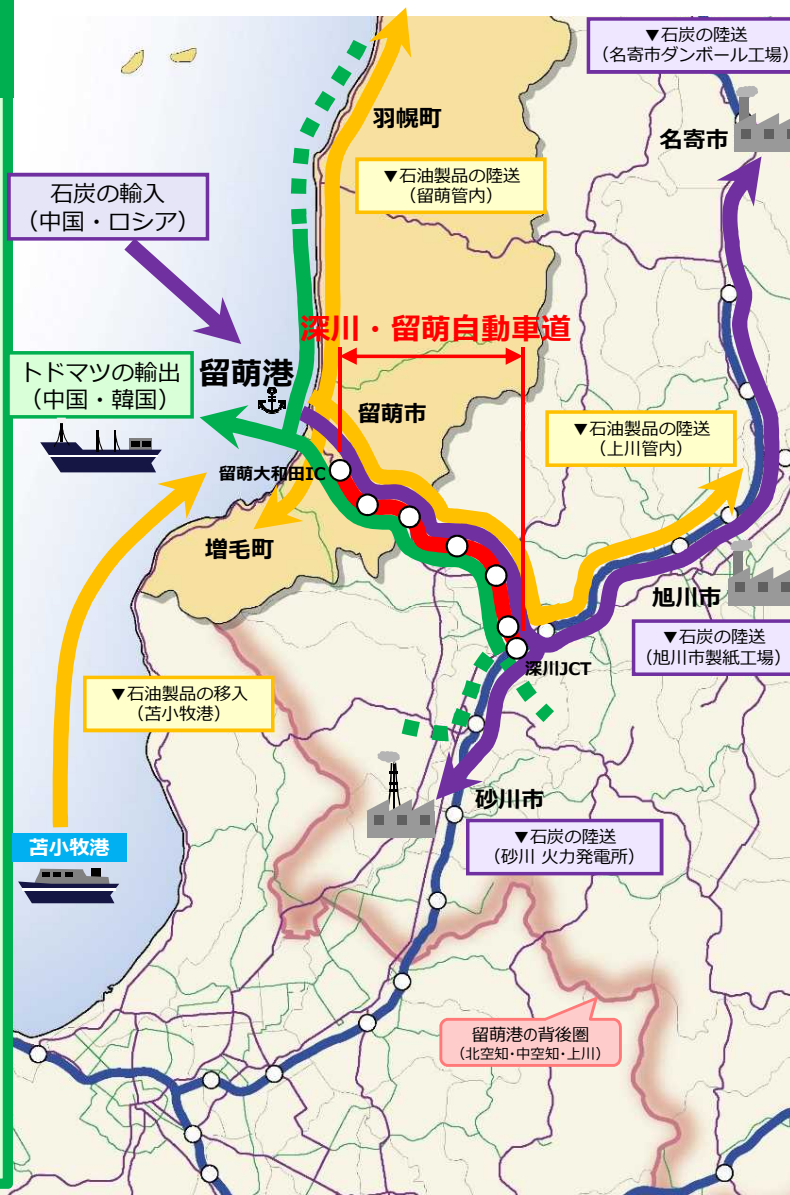 ▼石炭の陸送
（名寄市ダンボール工場）
羽幌町
名寄市
▼石油製品の陸送
（留萌管内）
石炭の輸入
（中国・ロシア）
深川・留萌自動車道
トドマツの輸出
（中国・韓国）
留萌港
留萌市
▼石油製品の陸送
（上川管内）
留萌大和田IC
増毛町
旭川市
▼石炭の陸送
（旭川市製紙工場）
深川JCT
▼石油製品の移入
（苫小牧港）
砂川市
▼石炭の陸送
（砂川 火力発電所）
苫小牧港
留萌港の背後圏
（北空知・中空知・上川）